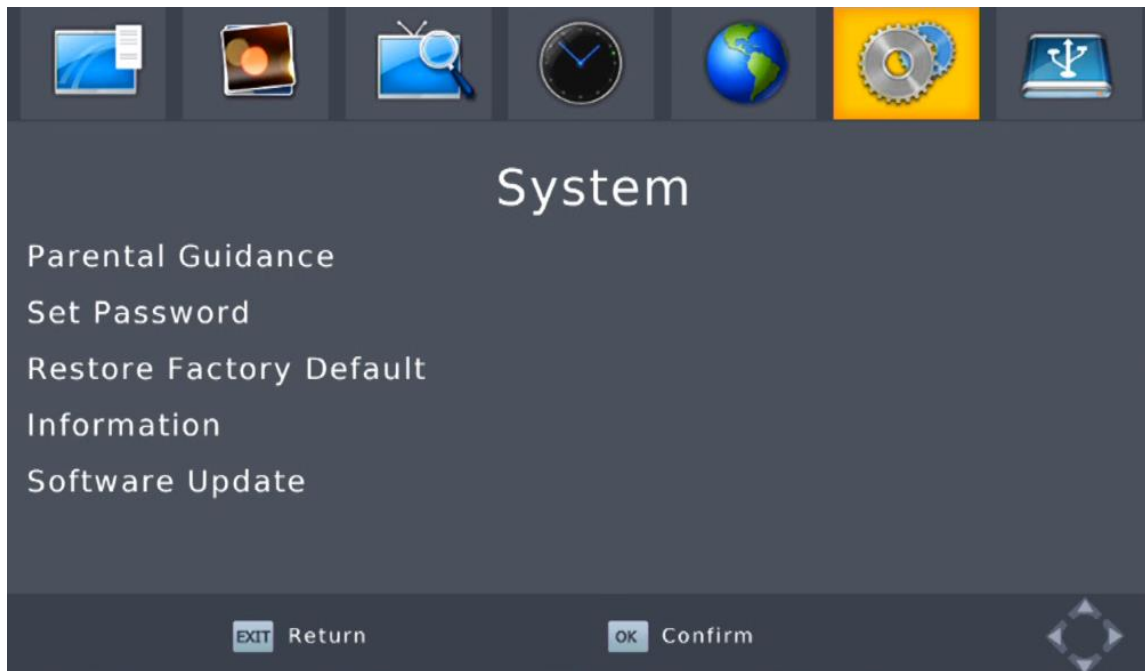 System
Parental Guidance
Set Password
Restore Factory Default
Information
Software Update
EXIT Return OK Confirm